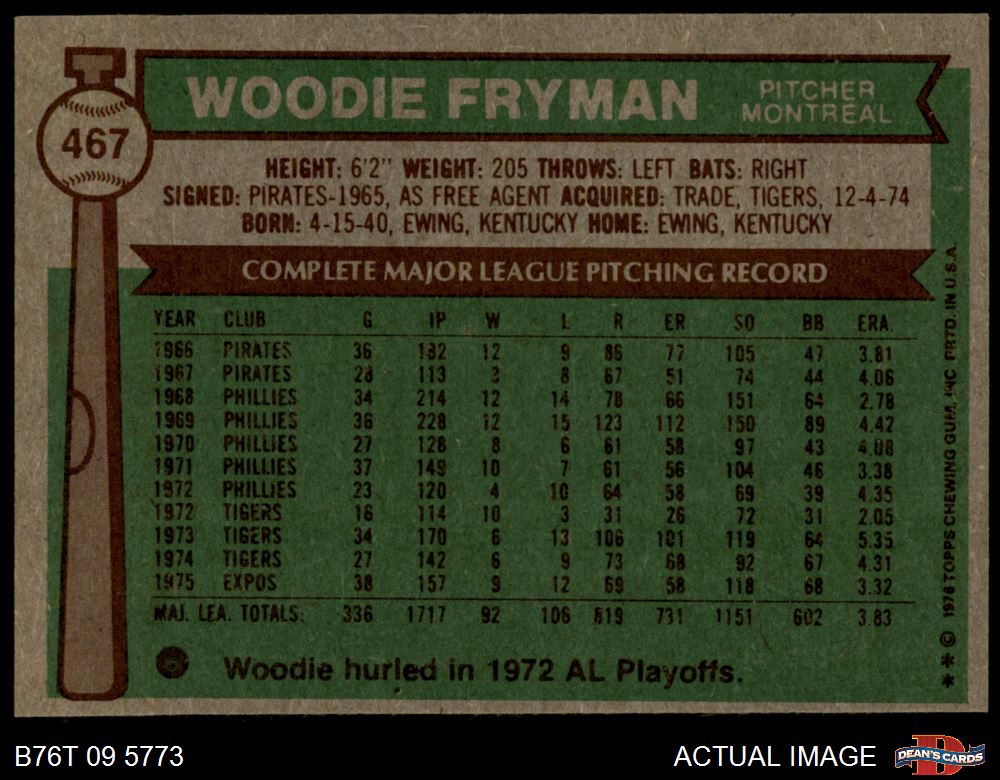 WOODIE FRYMAN
PITCHER
MONTREAL
467
HEIGHT: 6'2" WEIGHT: 205 THROWS: LEFT BATS: RIGHT
SIGNED: PIRATES-1965, AS FREE AGENT ACQUIRED: TRADE, TIGERS, 12-4-74
BORN: 4-15-40, EWING, KENTUCKY HOME: EWING, KENTUCKY
COMPLETE MAJOR LEAGUE PITCHING RECORD
YEAR CLUB G IP W L R ER SO BB ERA
1966 PIRATES 36 182 12 9 86 77 105 47 3.81
1967 PIRATES 28 113 3 8 67 51 74 44 4.06
1968 PHILLIES 34 214 12 14 78 66 151 64 2.78
1969 PHILLIES 36 228 12 15 123 112 150 89 4.42
1970 PHILLIES 27 128 8 6 61 58 97 43 4.08
1971 PHILLIES 37 149 10 7 61 56 104 46 3.38
1972 PHILLIES 23 120 4 10 64 58 69 39 4.35
1972 TIGERS 16 114 10 3 31 26 72 31 2.05
1973 TIGERS 34 170 6 13 106 101 119 64 5.35
1974 TIGERS 27 142 6 9 73 68 92 67 4.31
1975 EXPOS 38 157 9 12 69 58 118 68 3.32
MAJ. LEA. TOTALS: 336 1717 92 106 819 731 1151 602 3.83
Woodie hurled in 1972 AL Playoffs.
* * © 1976 TOPPS CHEWING GUM, INC PRTD. IN U.S.A.
B76T 09 5773
ACTUAL IMAGE
D
DEAN'S CARDS